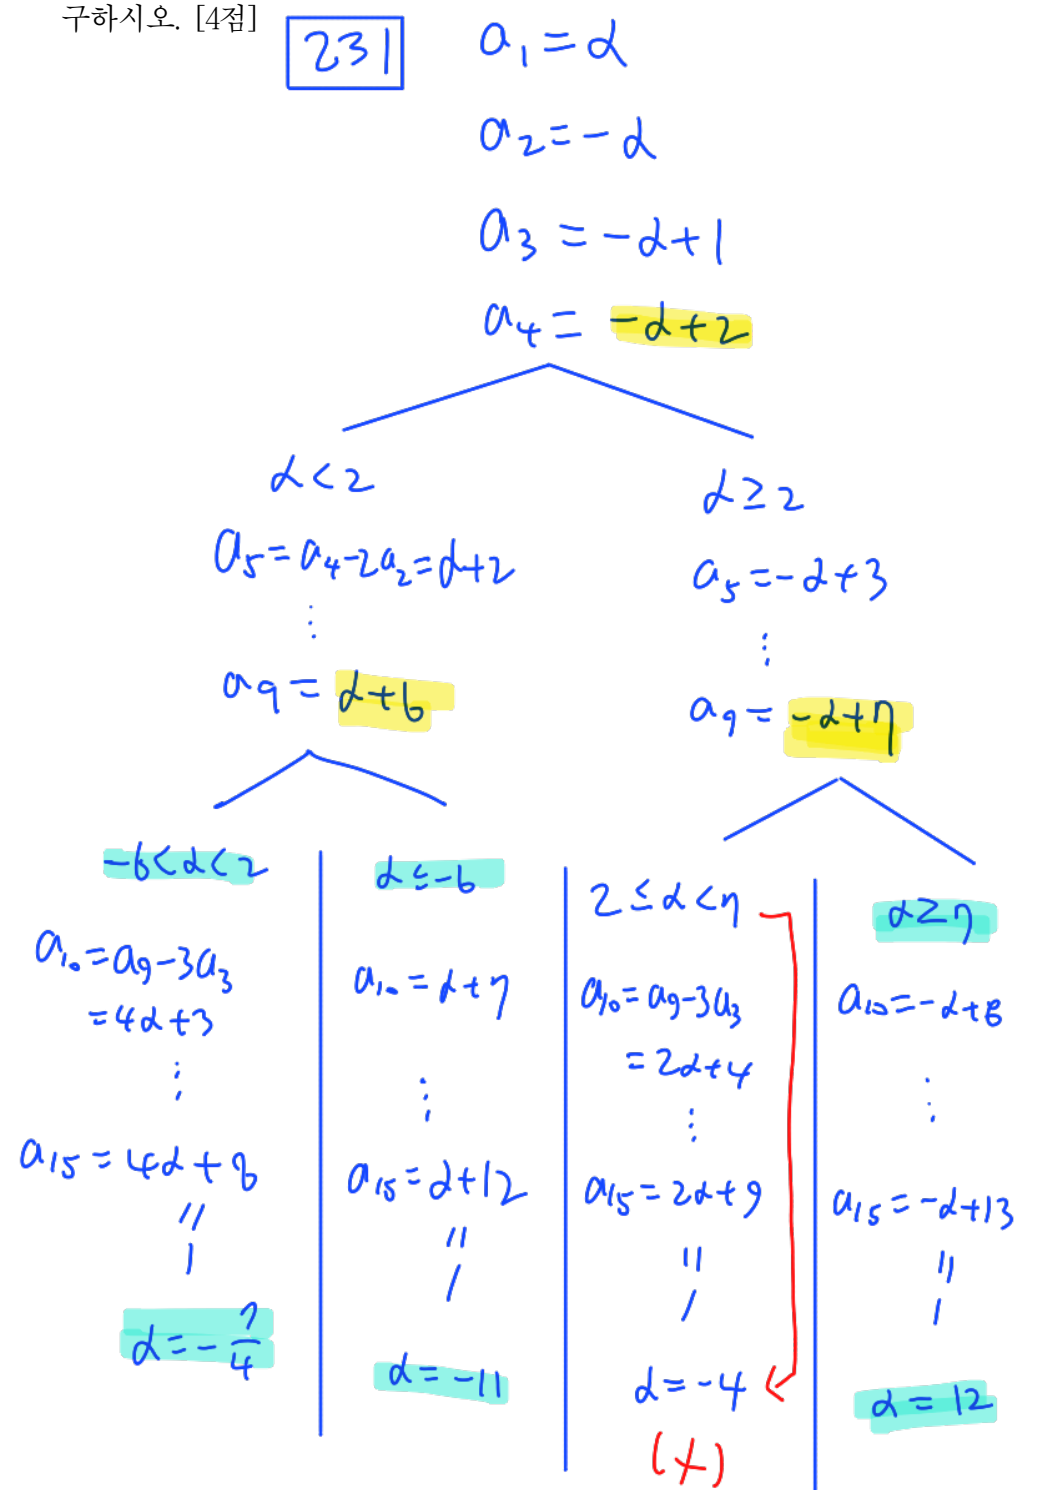 구하시오. [4점]
231
a₁ = α
a₂ = -α
a₃ = -α+1
a₄ = -α+2
α < 2
a₅ = a₄-2a₂ = α+2
⋮
a₉ = α+6
-6<α<2
a₁₀ = a₉-3a₃
= 4α+3
⋮
a₁₅ = 4α+8
=
1
α = -7/4
α ≤ -6
a₁₀ = α+7
⋮
a₁₅ = α+12
=
1
α = -11
α ≥ 2
a₅ = -α+3
⋮
a₉ = -α+7
2 ≤ α < 7
a₁₀ = a₉-3a₃
= 2α+4
⋮
a₁₅ = 2α+9
=
1
α = -4
(×)
α ≥ 7
a₁₀ = -α+8
⋮
a₁₅ = -α+13
=
1
α = 12